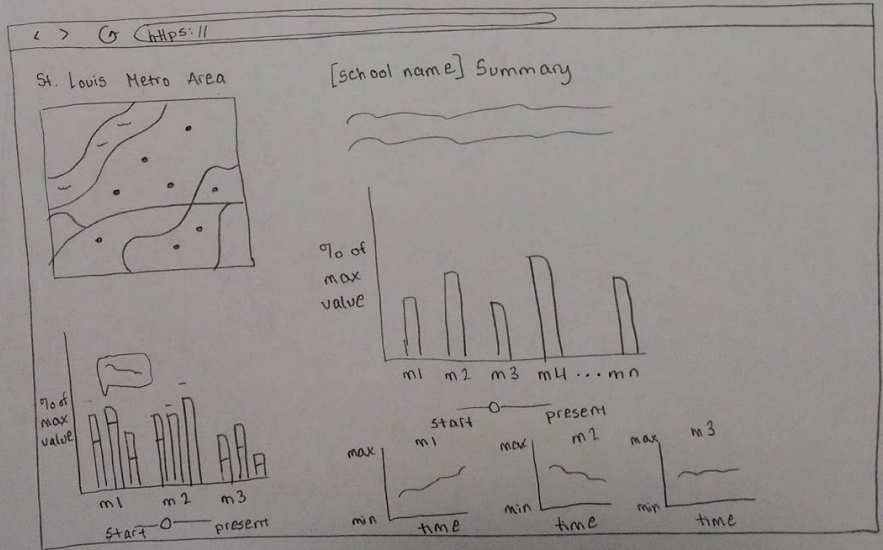 https://
St. Louis Metro Area
[school name] Summary
% of
max
value
m1 m2 m3 m4 ... mn
start present
% of
max
value
m1 m2 m3
start present
max
m1
min
time
max
m2
min
time
max
m3
min
time